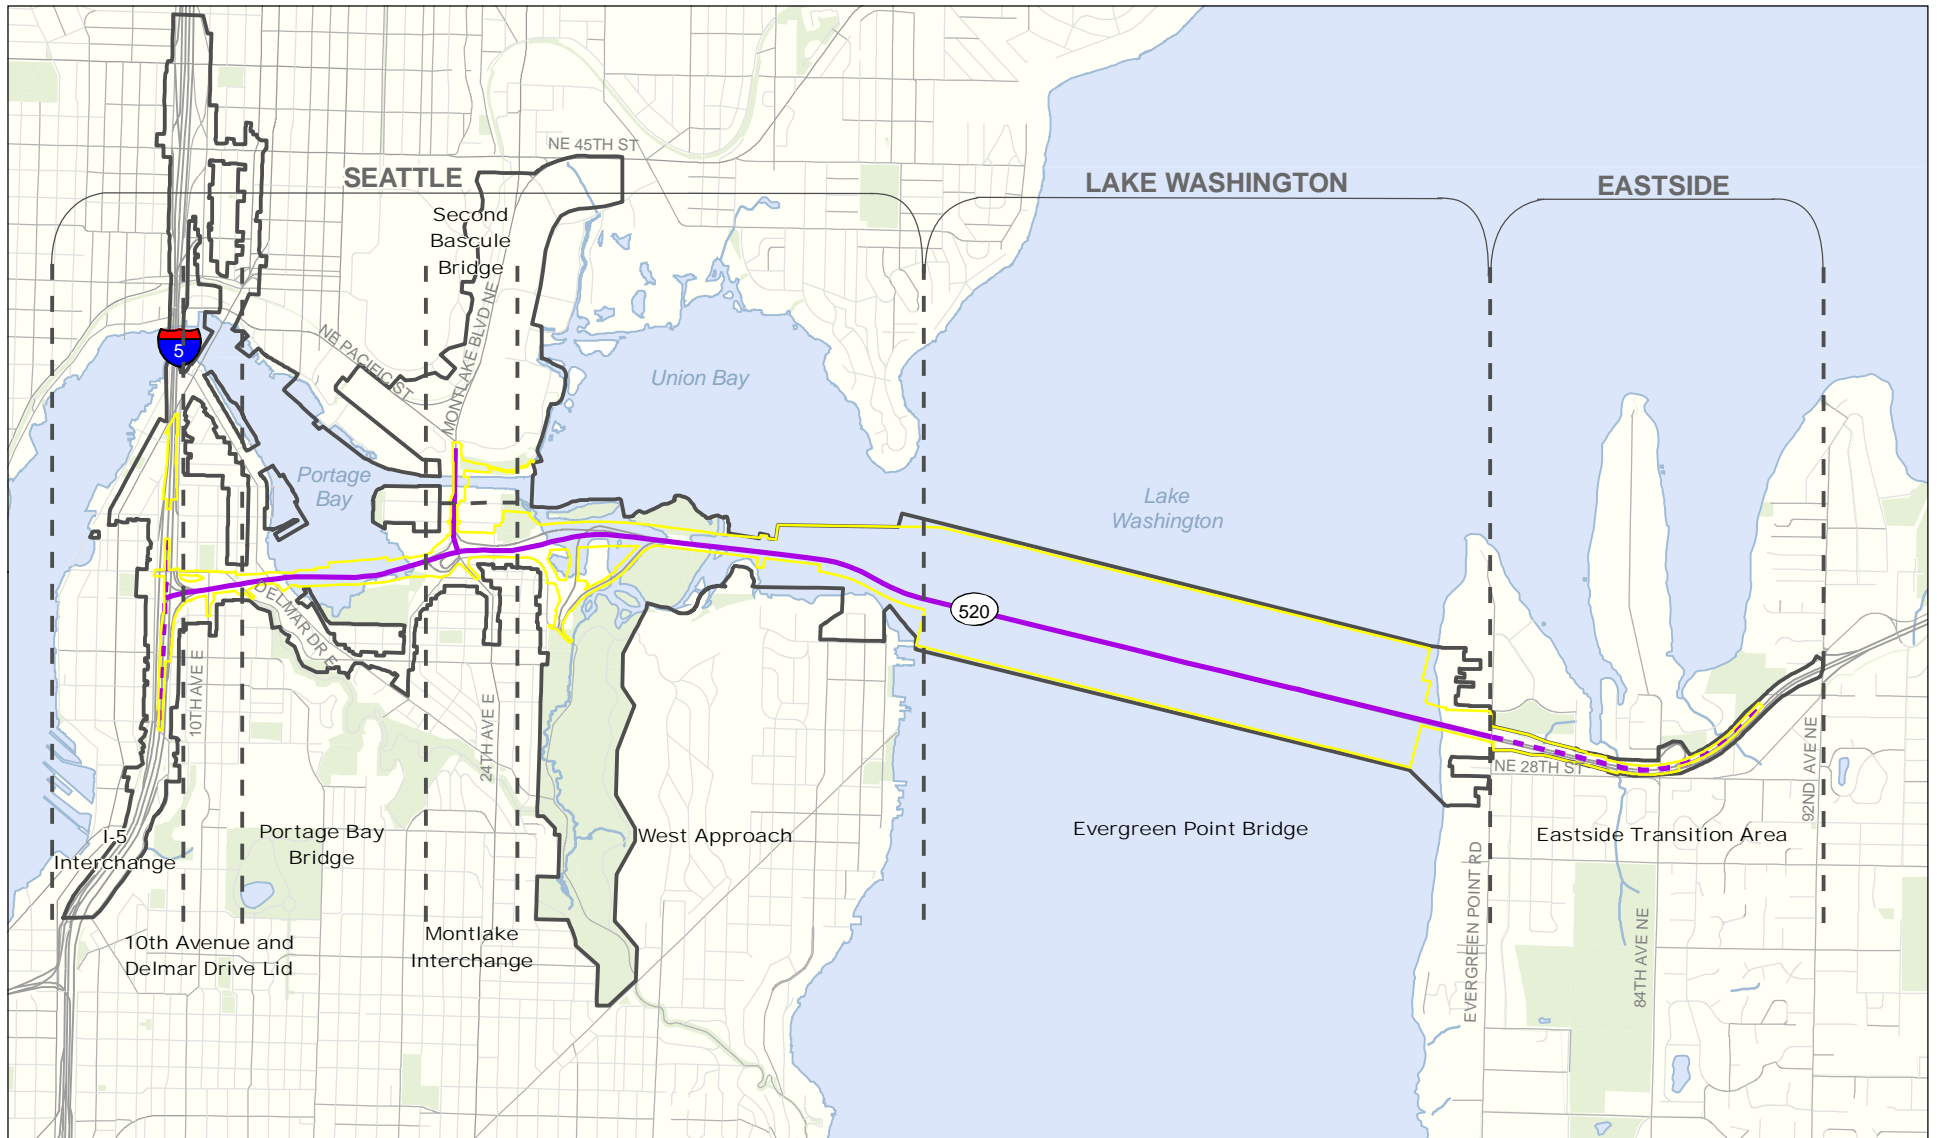 NE 45TH ST
SEATTLE
LAKE WASHINGTON
EASTSIDE
Second
Bascule
Bridge
MONTLAKE BLVD NE
NE PACIFIC ST
5
Union Bay
Portage
Bay
Lake
Washington
520
DELMAR DR E
10TH AVE E
24TH AVE E
NE 28TH ST
92ND AVE NE
I-5
Interchange
Portage Bay
Bridge
West Approach
Evergreen Point Bridge
Eastside Transition Area
EVERGREEN POINT RD
84TH AVE NE
10th Avenue and
Delmar Drive Lid
Montlake
Interchange